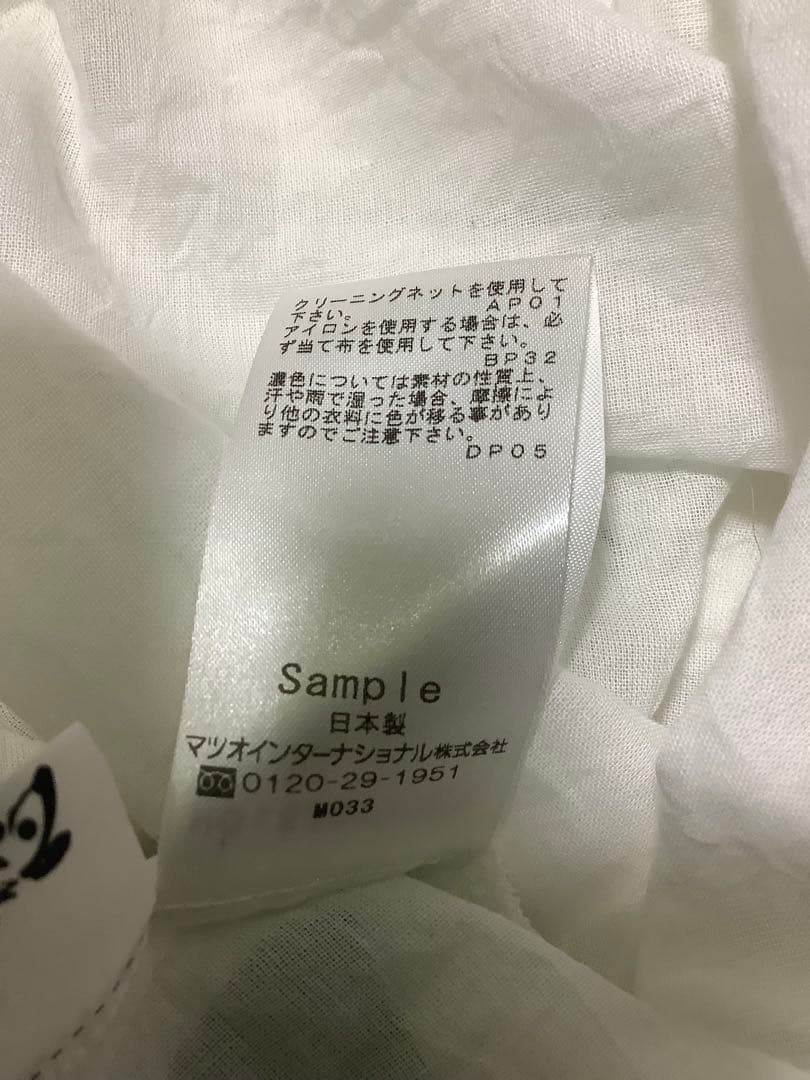 クリーニングネットを使用して
下さい。 AP01
アイロンを使用する場合は、必
ず当て布を使用して下さい。
BP32
濃色については素材の性質上、
汗や雨で湿った場合、摩擦によ
り他の衣料に色が移る事があり
ますのでご注意下さい。
DP05
Sample
日本製
マツオインターナショナル株式会社
0120-29-1951
M033